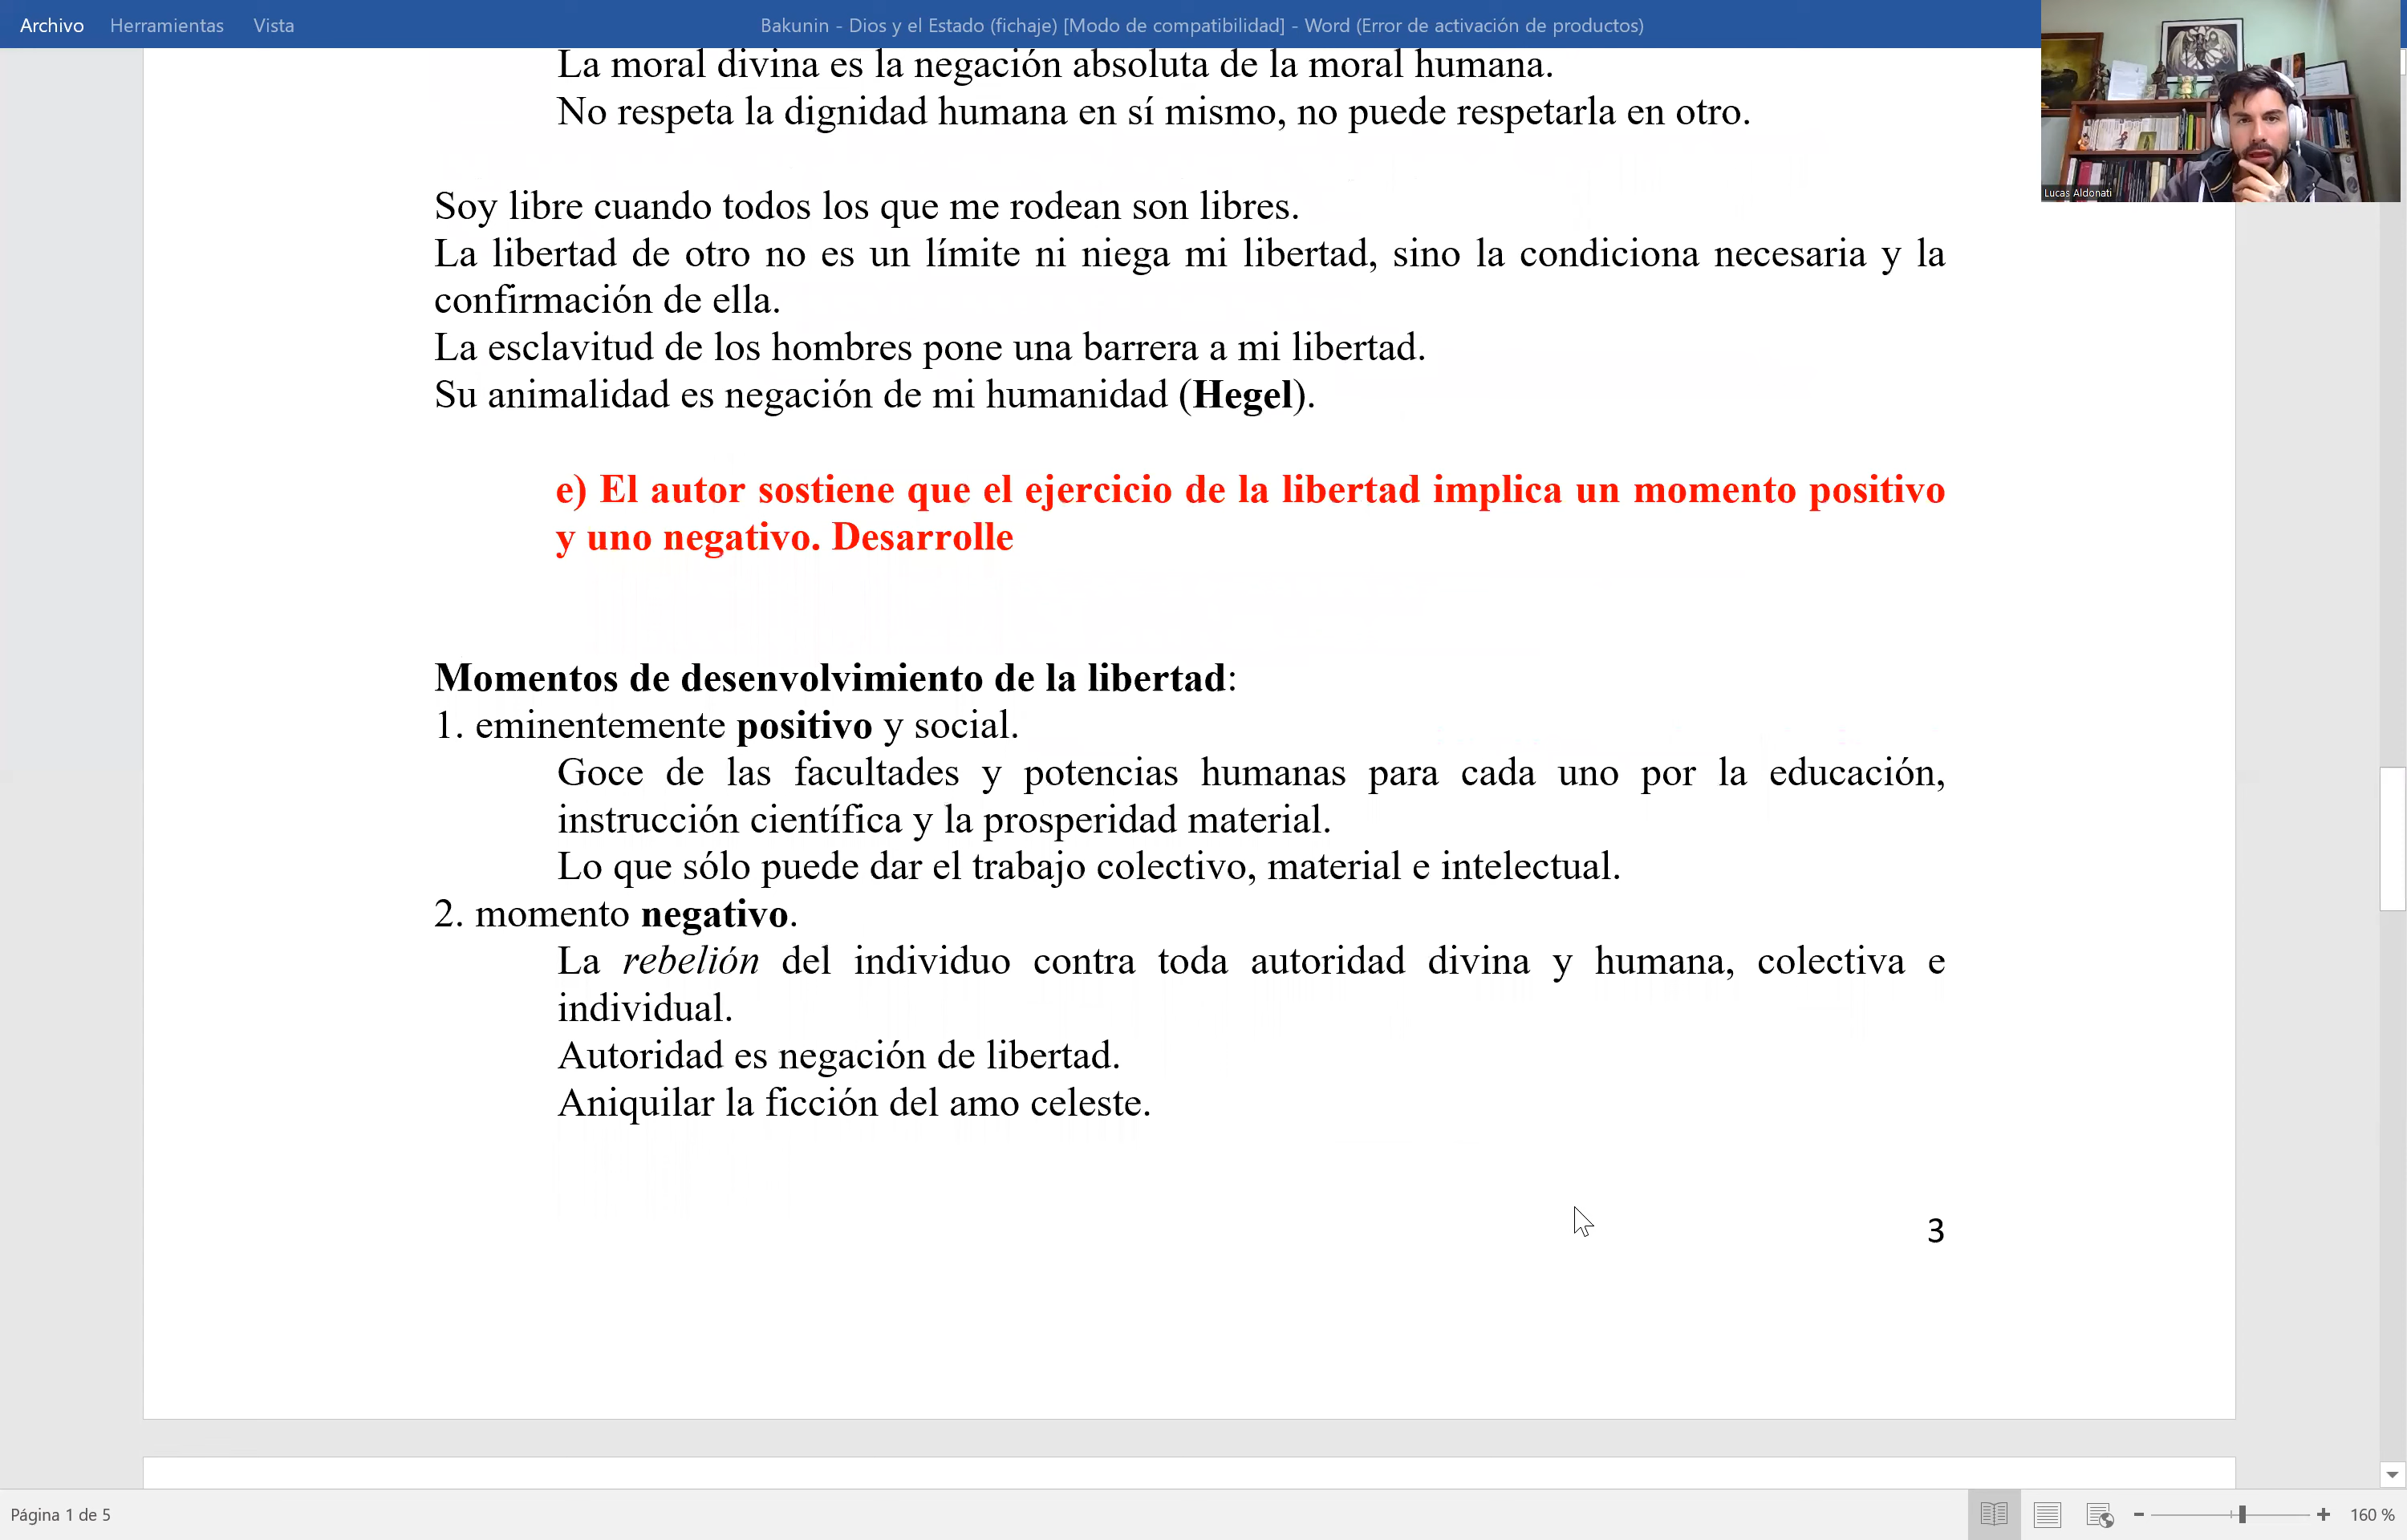 Archivo Herramientas Vista Bakunin - Dios y el Estado (fichaje) [Modo de compatibilidad] - Word (Error de activación de productos)
La moral divina es la negación absoluta de la moral humana.
No respeta la dignidad humana en sí mismo, no puede respetarla en otro.
Lucas Aldonati
Soy libre cuando todos los que me rodean son libres.
La libertad de otro no es un límite ni niega mi libertad, sino la condiciona necesaria y la
confirmación de ella.
La esclavitud de los hombres pone una barrera a mi libertad.
Su animalidad es negación de mi humanidad (Hegel).
e) El autor sostiene que el ejercicio de la libertad implica un momento positivo
y uno negativo. Desarrolle
Momentos de desenvolvimiento de la libertad:
1. eminentemente positivo y social.
Goce de las facultades y potencias humanas para cada uno por la educación,
instrucción científica y la prosperidad material.
Lo que sólo puede dar el trabajo colectivo, material e intelectual.
2. momento negativo.
La rebelión del individuo contra toda autoridad divina y humana, colectiva e
individual.
Autoridad es negación de libertad.
Aniquilar la ficción del amo celeste.
3
Página 1 de 5 160 %